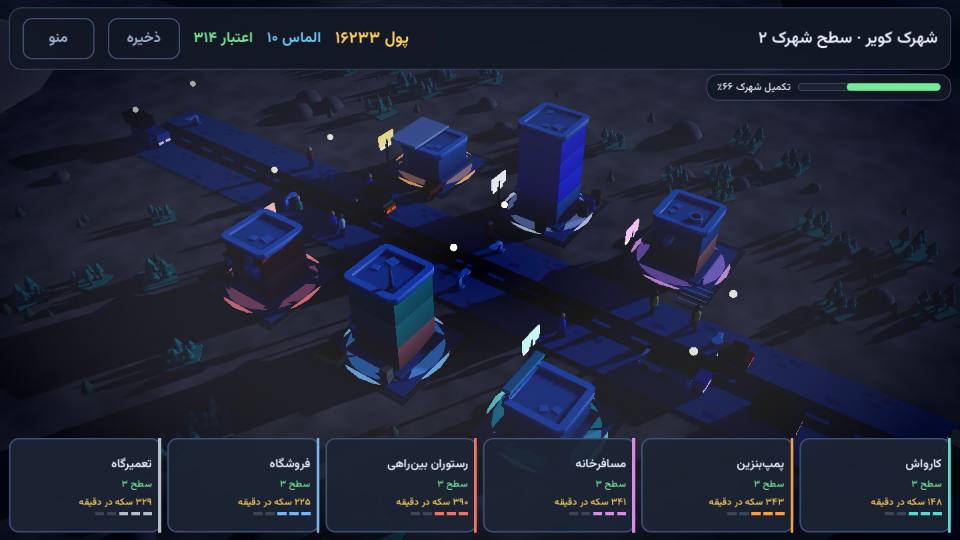 شهرک کویر · سطح شهرک ۲
پول ۱۶۲۳۳ الماس ۱۰ اعتبار ۳۱۴
ذخیره
منو
تکمیل شهرک ۶۶٪
کارواش
سطح ۳
۱۴۸ سکه در دقیقه
پمپ‌بنزین
سطح ۳
۳۴۳ سکه در دقیقه
مسافرخانه
سطح ۳
۳۴۱ سکه در دقیقه
رستوران بین‌راهی
سطح ۳
۳۹۰ سکه در دقیقه
فروشگاه
سطح ۳
۲۲۵ سکه در دقیقه
تعمیرگاه
سطح ۳
۳۲۹ سکه در دقیقه